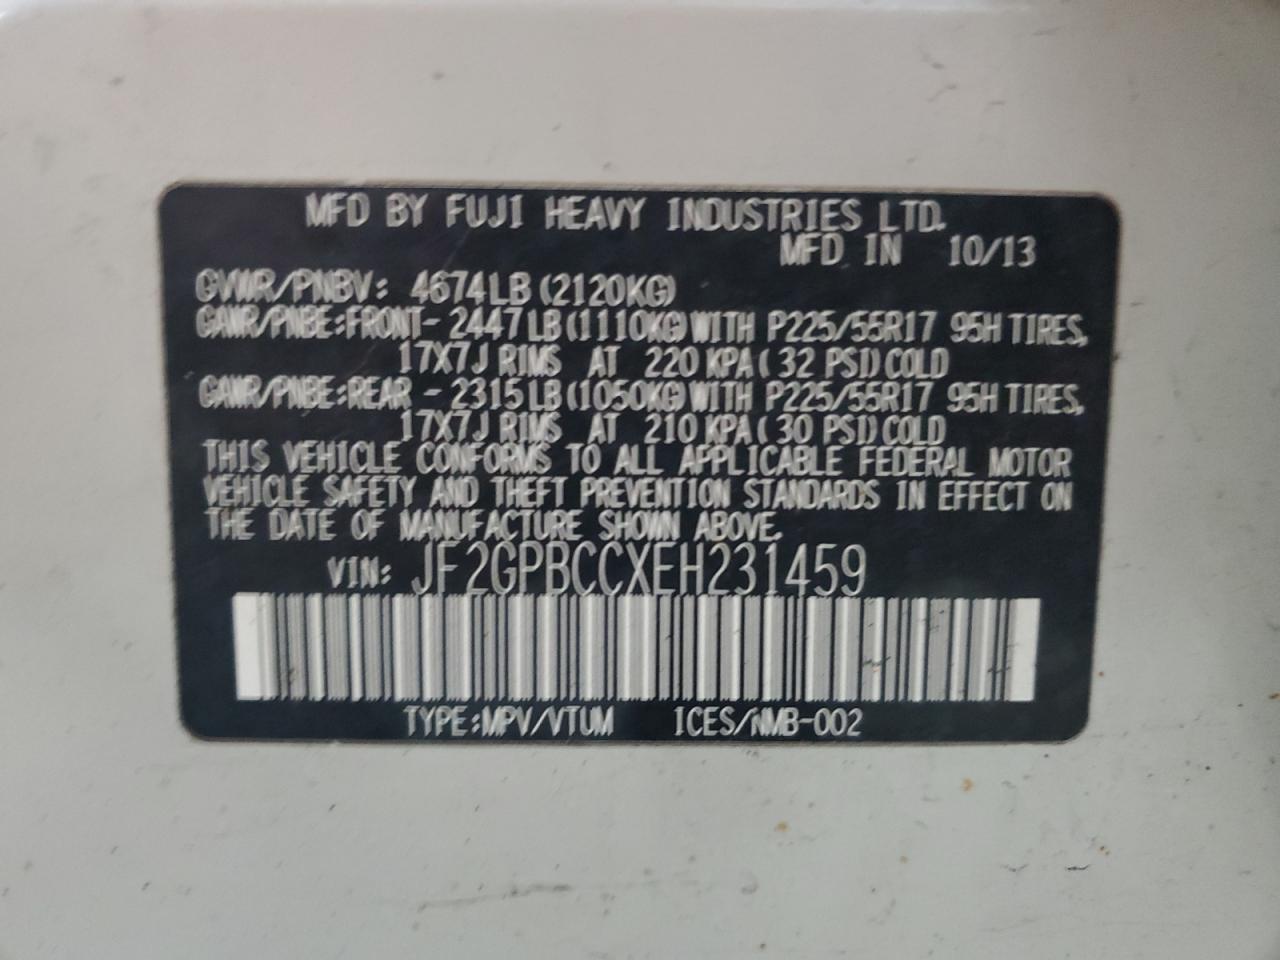 MFD BY FUJI HEAVY INDUSTRIES LTD.
MFD IN 10/13
GVWR/PNBV: 4674LB (2120KG)
GAWR/PNBE:FRONT- 2447LB(1110KG)WITH P225/55R17 95H TIRES,
17X7J RIMS AT 220 KPA( 32 PSI)COLD
GAWR/PNBE:REAR - 2315LB(1050KG)WITH P225/55R17 95H TIRES,
17X7J RIMS AT 210 KPA( 30 PSI)COLD
THIS VEHICLE CONFORMS TO ALL APPLICABLE FEDERAL MOTOR
VEHICLE SAFETY AND THEFT PREVENTION STANDARDS IN EFFECT ON
THE DATE OF MANUFACTURE SHOWN ABOVE.
VIN: JF2GPBCCXEH231459
TYPE:MPV/VTUM ICES/NMB-002